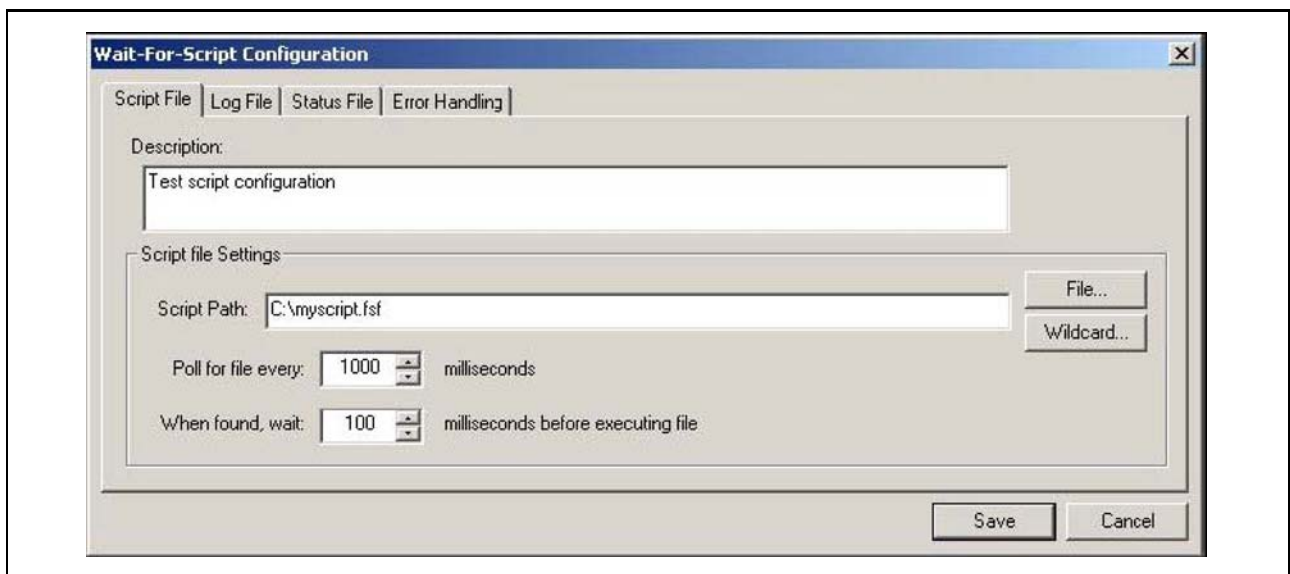 Wait-For-Script Configuration
Script File Log File Status File Error Handling
Description:
Test script configuration
Script file Settings
Script Path: C:\myscript.fsf
File...
Wildcard...
Poll for file every: 1000 milliseconds
When found, wait: 100 milliseconds before executing file
Save Cancel